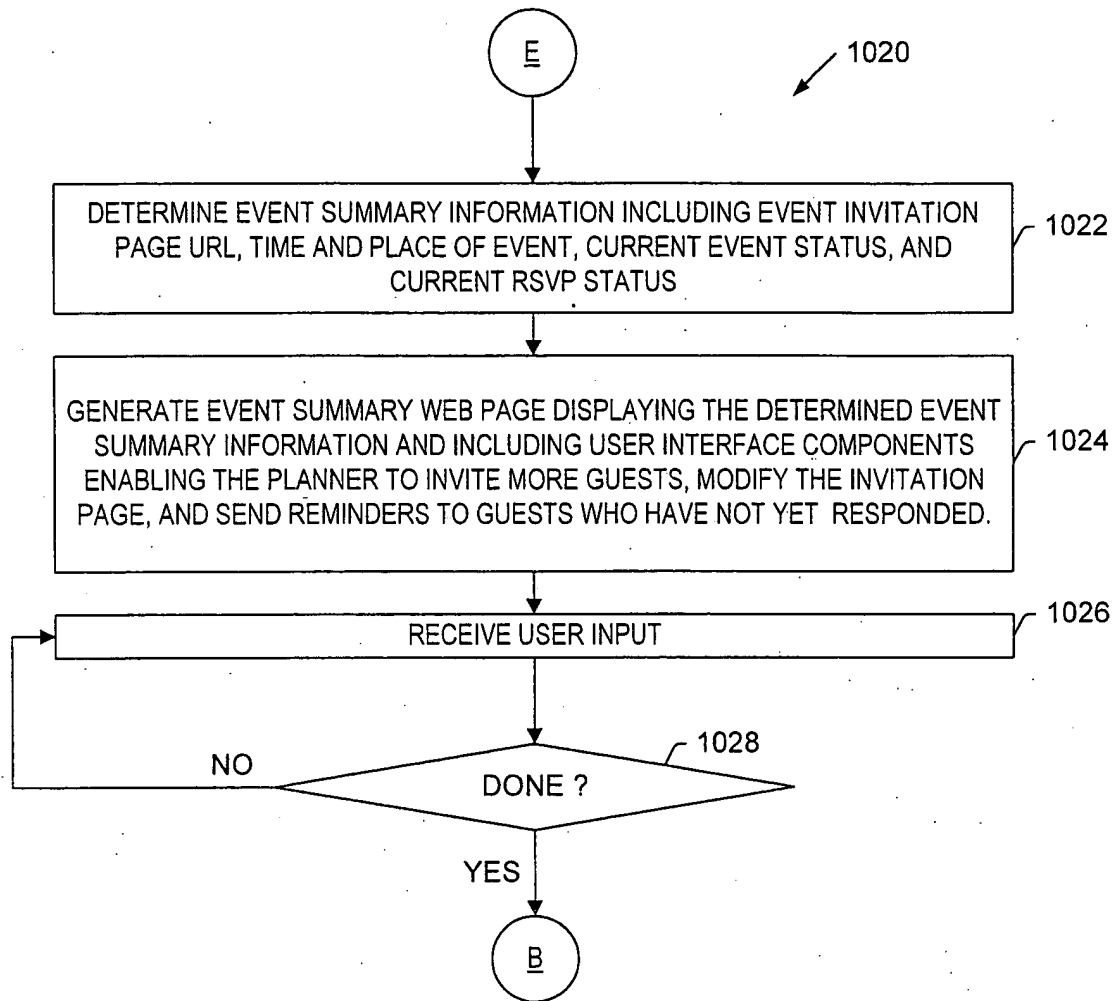 E
1020
DETERMINE EVENT SUMMARY INFORMATION INCLUDING EVENT INVITATION
PAGE URL, TIME AND PLACE OF EVENT, CURRENT EVENT STATUS, AND
CURRENT RSVP STATUS
1022
GENERATE EVENT SUMMARY WEB PAGE DISPLAYING THE DETERMINED EVENT
SUMMARY INFORMATION AND INCLUDING USER INTERFACE COMPONENTS
ENABLING THE PLANNER TO INVITE MORE GUESTS, MODIFY THE INVITATION
PAGE, AND SEND REMINDERS TO GUESTS WHO HAVE NOT YET RESPONDED.
1024
RECEIVE USER INPUT
1026
NO
DONE ?
1028
YES
B